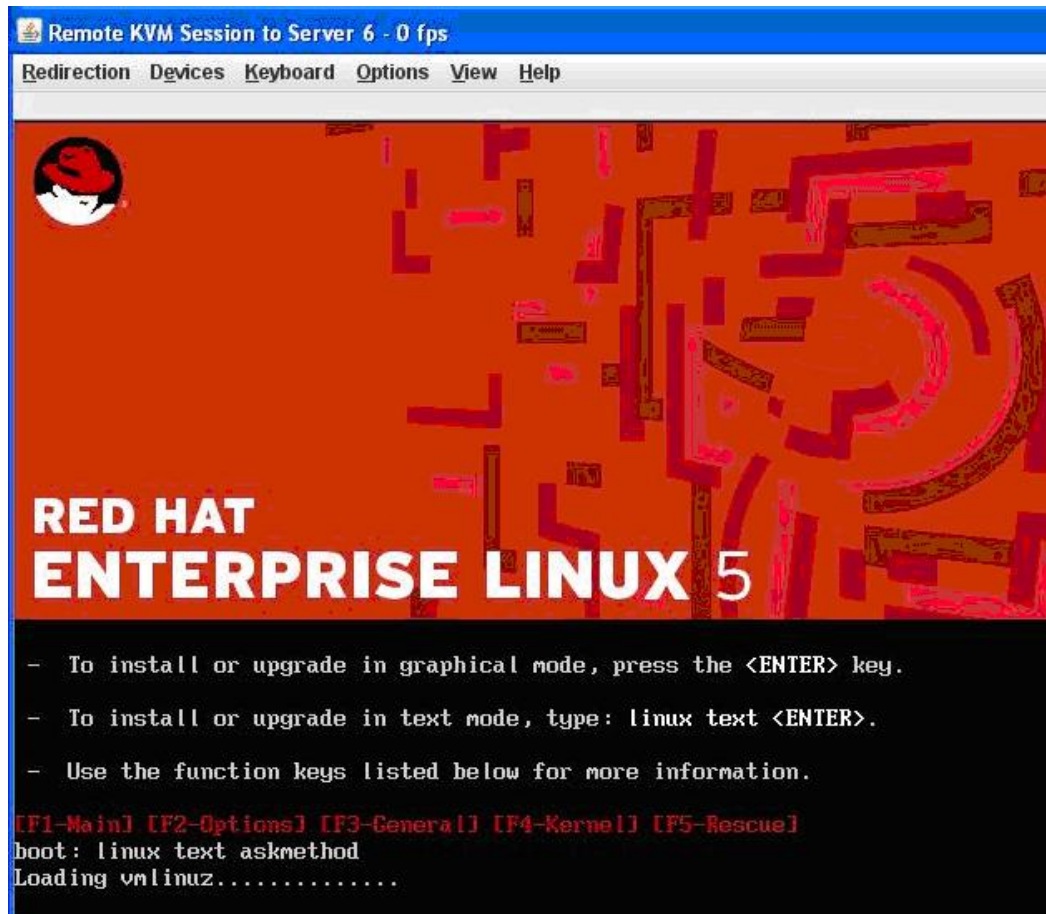 Remote KVM Session to Server 6 - 0 fps
Redirection Devices Keyboard Options View Help
RED HAT
ENTERPRISE LINUX 5
- To install or upgrade in graphical mode, press the <ENTER> key.
- To install or upgrade in text mode, type: linux text <ENTER>.
- Use the function keys listed below for more information.
[F1-Main] [F2-Options] [F3-General] [F4-Kernel] [F5-Rescue]
boot: linux text askmethod
Loading vmlinuz..............